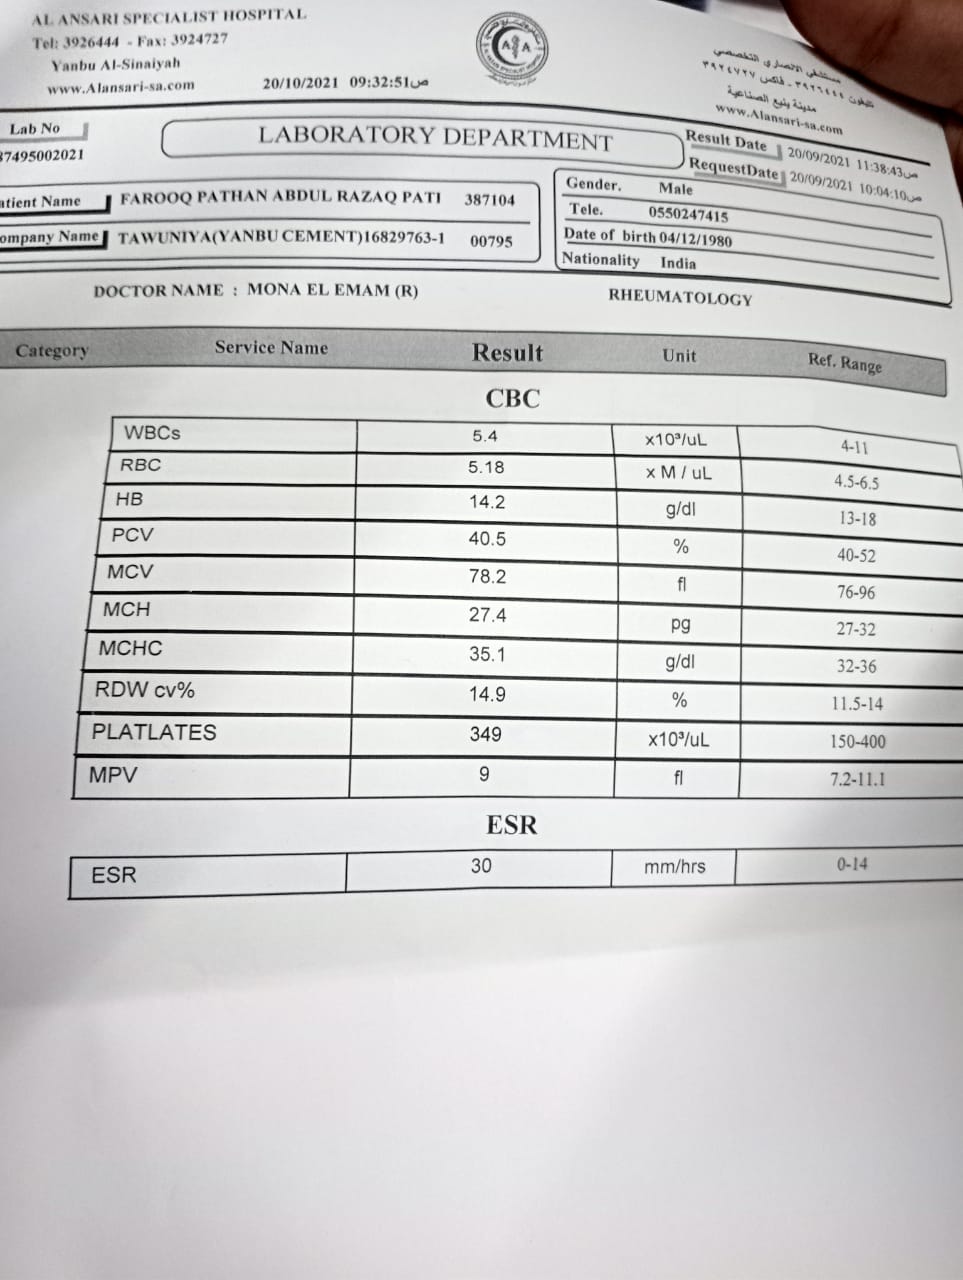 AL ANSARI SPECIALIST HOSPITAL
Tel: 3926444 - Fax: 3924727
Yanbu Al-Sinaiyah
www.Alansari-sa.com
20/10/2021 09:32:51ص
A A
مستشفى الانصاري التخصصي
تليفون ٣٩٢٦٤٤٤ - فاكس ٣٩٢٤٧٢٧
مدينة ينبع الصناعية
www.Alansari-sa.com
Lab No
37495002021
LABORATORY DEPARTMENT
Result Date 20/09/2021 11:38:43ص
RequestDate 20/09/2021 10:04:10ص
atient Name FAROOQ PATHAN ABDUL RAZAQ PATI 387104
ompany Name TAWUNIYA(YANBU CEMENT)16829763-1 00795
Gender. Male
Tele. 0550247415
Date of birth 04/12/1980
Nationality India
DOCTOR NAME : MONA EL EMAM (R) RHEUMATOLOGY
Category Service Name Result Unit Ref. Range
CBC
WBCs 5.4 x10³/uL 4-11
RBC 5.18 x M / uL 4.5-6.5
HB 14.2 g/dl 13-18
PCV 40.5 % 40-52
MCV 78.2 fl 76-96
MCH 27.4 pg 27-32
MCHC 35.1 g/dl 32-36
RDW cv% 14.9 % 11.5-14
PLATLATES 349 x10³/uL 150-400
MPV 9 fl 7.2-11.1
ESR
ESR 30 mm/hrs 0-14